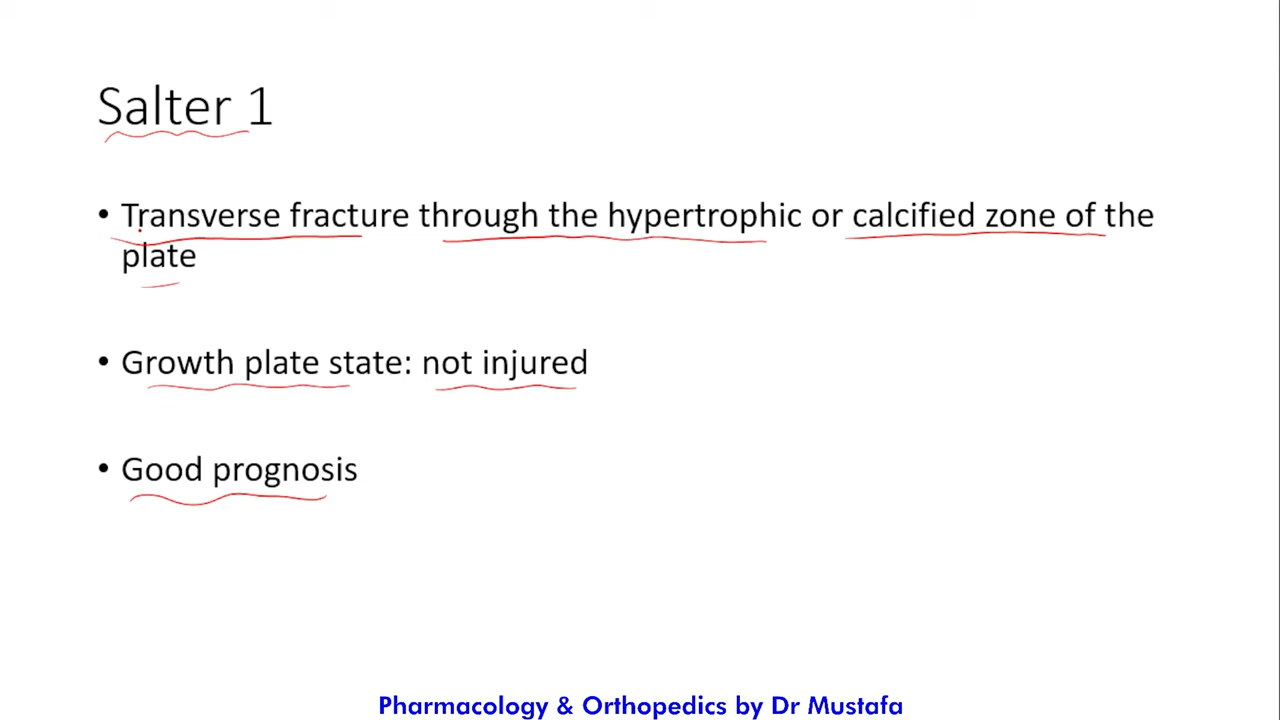 Salter 1
• Transverse fracture through the hypertrophic or calcified zone of the
plate
• Growth plate state: not injured
• Good prognosis
Pharmacology & Orthopedics by Dr Mustafa